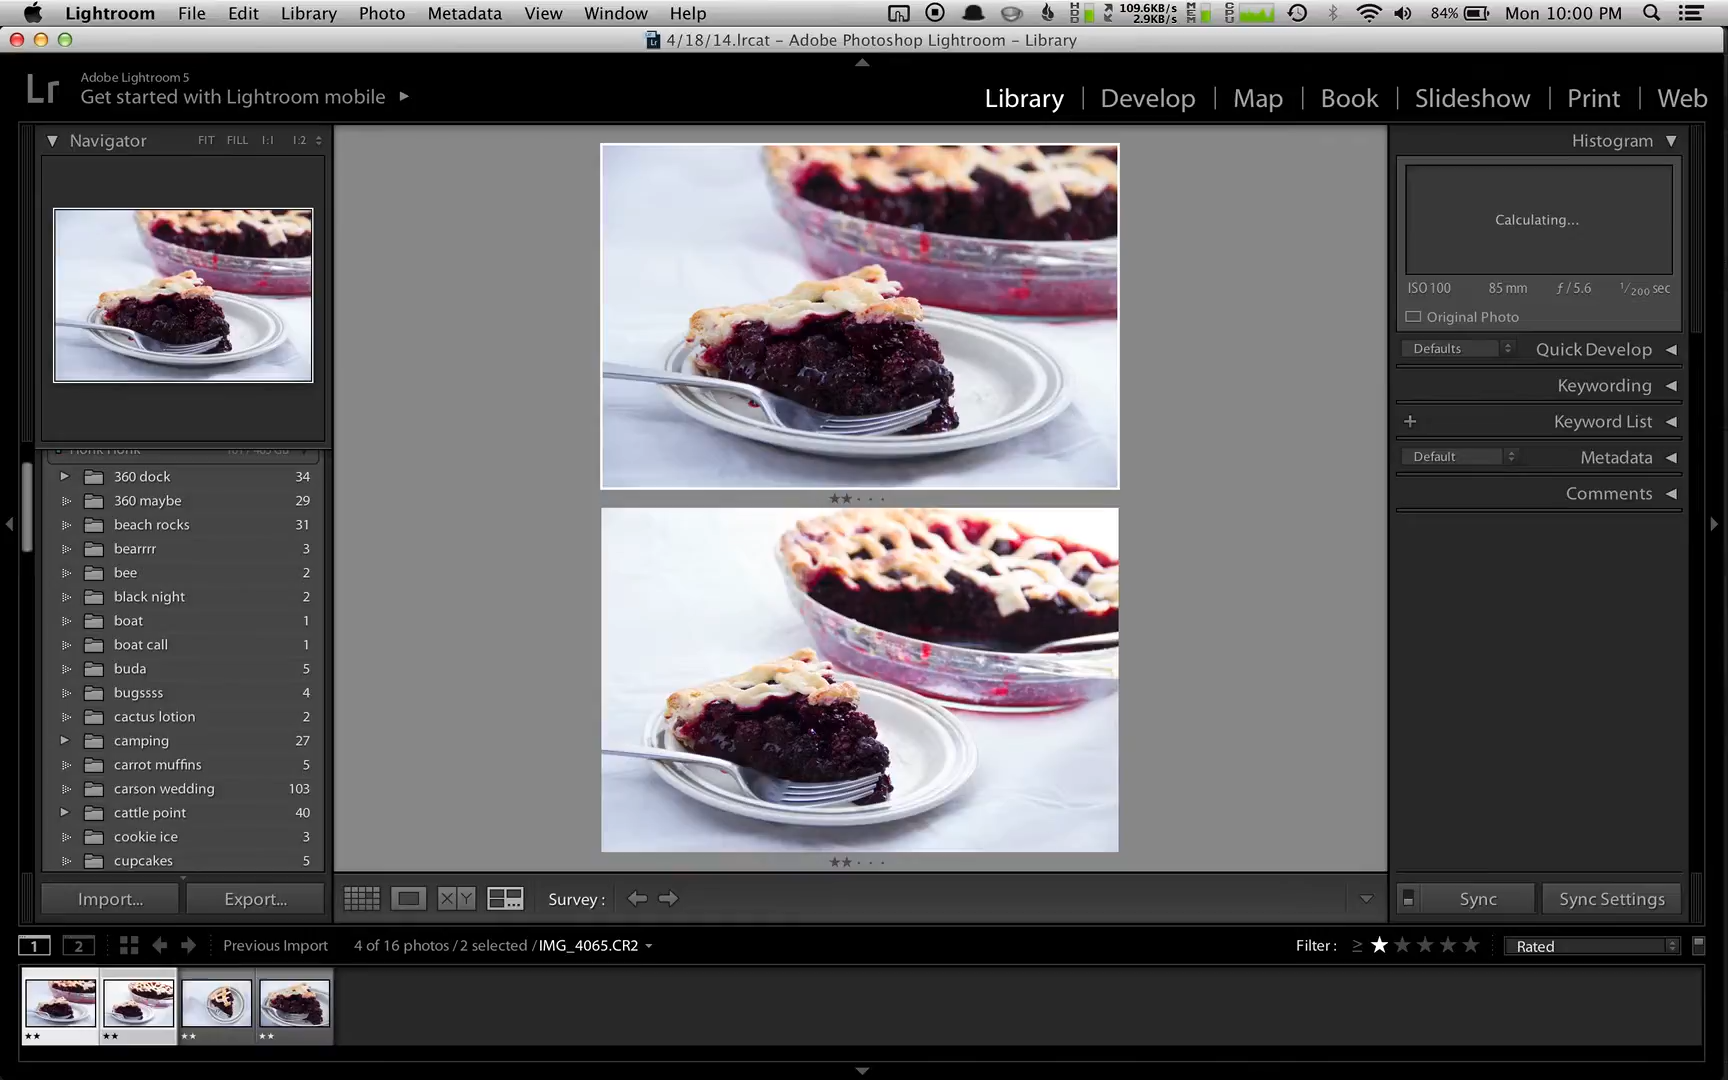 Lightroom File Edit Library Photo Metadata View Window Help 109.6KB/s 2.9KB/s 84% Mon 10:00 PM
4/18/14.lrcat – Adobe Photoshop Lightroom – Library
Lr
Adobe Lightroom 5
Get started with Lightroom mobile
Library Develop Map Book Slideshow Print Web
Navigator FIT FILL 1:1 1:2
360 dock 34
360 maybe 29
beach rocks 31
bearrrr 3
bee 2
black night 2
boat 1
boat call 1
buda 5
bugssss 4
cactus lotion 2
camping 27
carrot muffins 5
carson wedding 103
cattle point 40
cookie ice 3
cupcakes 5
Import... Export...
Survey :
Histogram
Calculating...
ISO 100 85 mm ƒ / 5.6 1/200 sec
Original Photo
Defaults Quick Develop
Keywording
Keyword List
Default Metadata
Comments
Sync Sync Settings
1 2 Previous Import 4 of 16 photos / 2 selected / IMG_4065.CR2
Filter : ≥ Rated